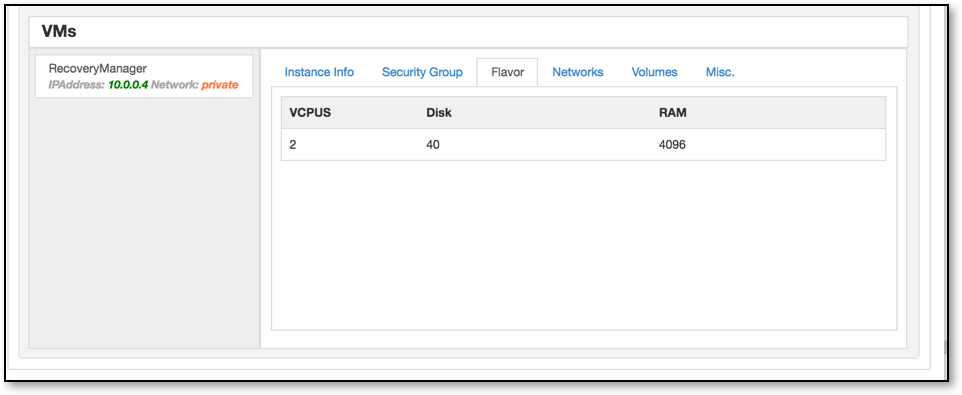 VMs
RecoveryManager
IPAddress: 10.0.0.4 Network: private
Instance Info Security Group Flavor Networks Volumes Misc.
VCPUS Disk RAM
2 40 4096